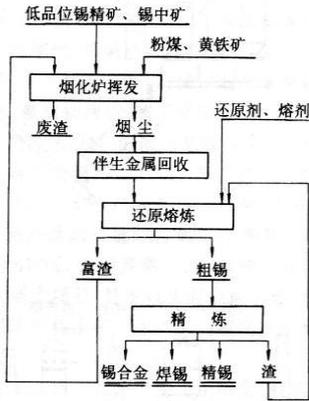 低品位锡精矿、锡中矿
粉煤、黄铁矿
烟化炉挥发
还原剂、熔剂
废渣
烟尘
伴生金属回收
还原熔炼
富渣
粗锡
精炼
锡合金
焊锡
精锡
渣